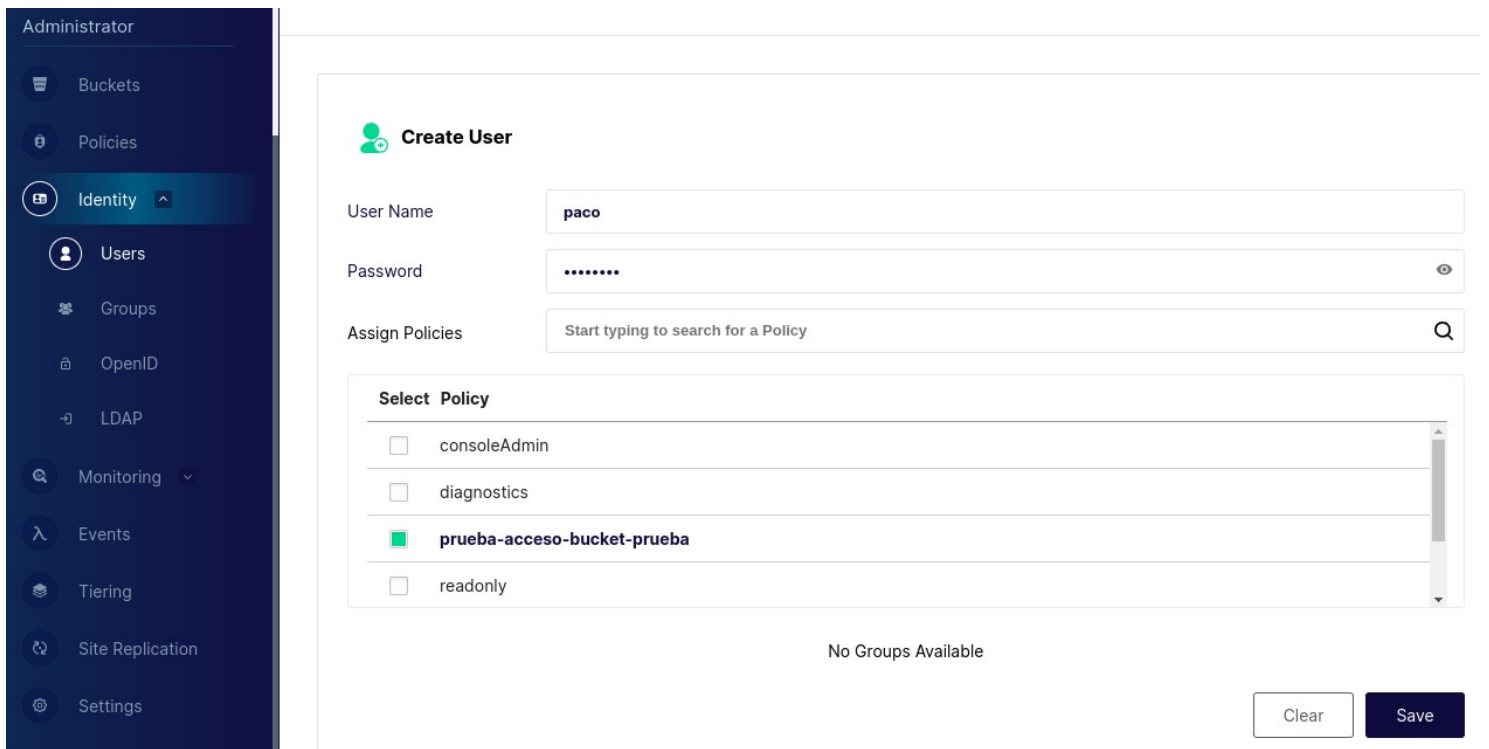 Administrator
Buckets
Policies
Identity
Users
Groups
OpenID
LDAP
Monitoring
Events
Tiering
Site Replication
Settings
Create User
User Name
paco
Password
••••••••
Assign Policies
Start typing to search for a Policy
Select Policy
consoleAdmin
diagnostics
prueba-acceso-bucket-prueba
readonly
No Groups Available
Clear
Save